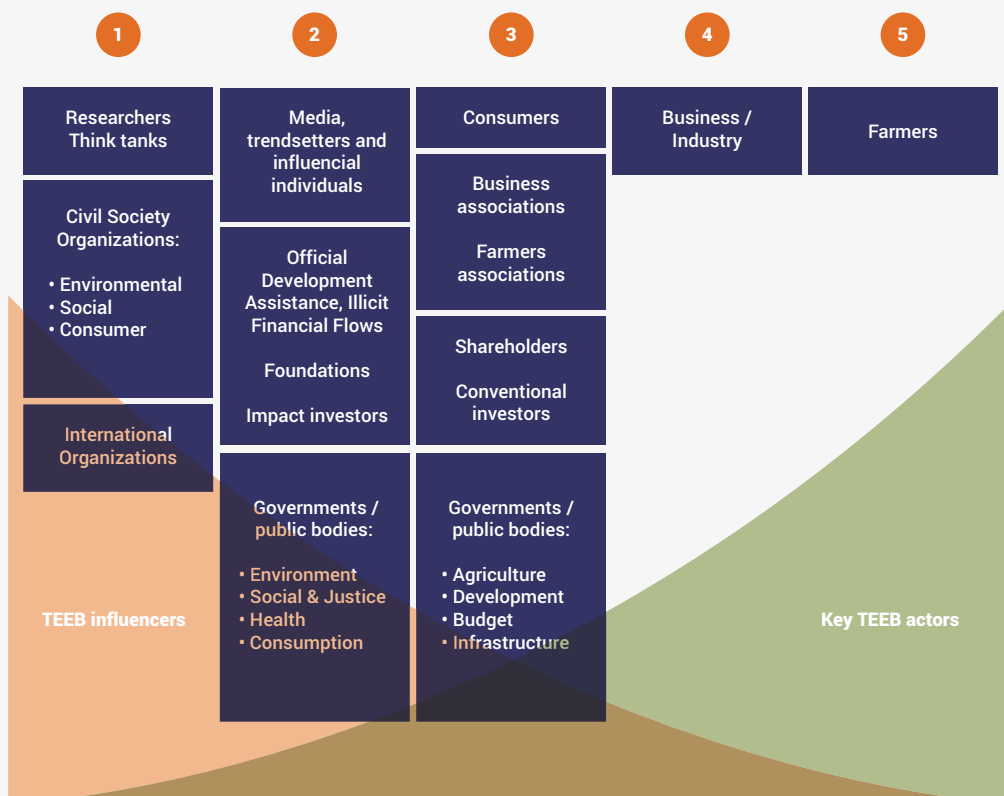 1
2
3
4
5
Researchers
Think tanks
Civil Society
Organizations:
• Environmental
• Social
• Consumer
International
Organizations
Media,
trendsetters and
influencial
individuals
Official
Development
Assistance, Illicit
Financial Flows
Foundations
Impact investors
Governments /
public bodies:
• Environment
• Social & Justice
• Health
• Consumption
Consumers
Business
associations
Farmers
associations
Shareholders
Conventional
investors
Governments /
public bodies:
• Agriculture
• Development
• Budget
• Infrastructure
Business /
Industry
Farmers
TEEB influencers
Key TEEB actors